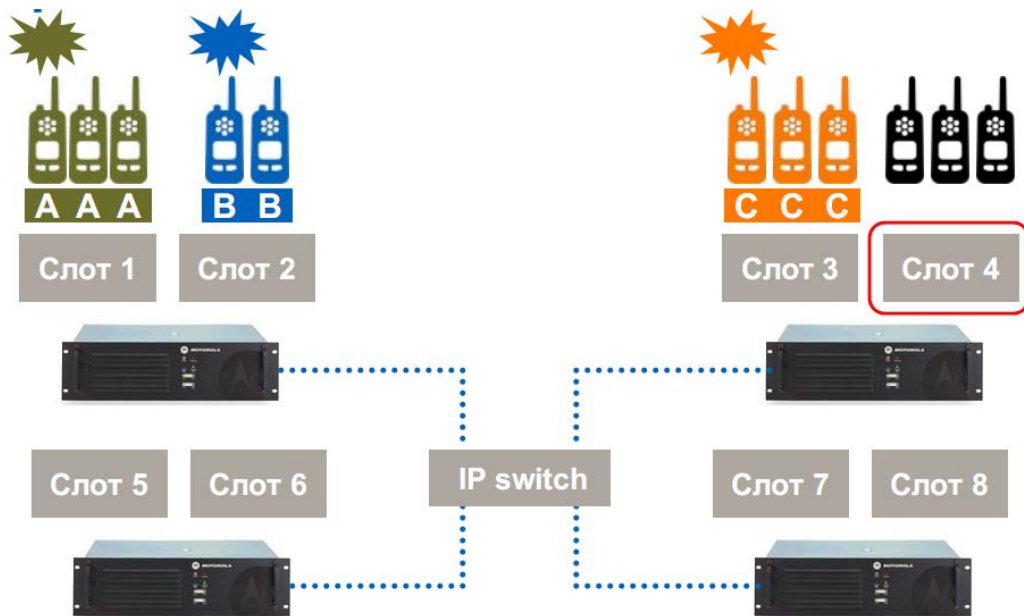 A A A
B B
C C C
Слот 1
Слот 2
Слот 3
Слот 4
MOTOROLA
MOTOROLA
Слот 5
Слот 6
IP switch
Слот 7
Слот 8
MOTOROLA
MOTOROLA